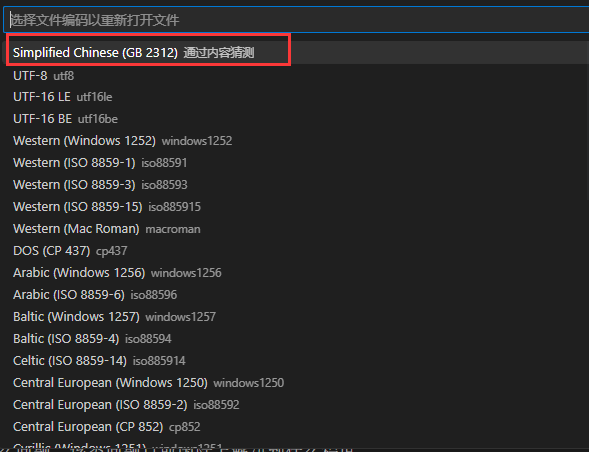 选择文件编码以重新打开文件
Simplified Chinese (GB 2312) 通过内容猜测
UTF-8 utf8
UTF-16 LE utf16le
UTF-16 BE utf16be
Western (Windows 1252) windows1252
Western (ISO 8859-1) iso88591
Western (ISO 8859-3) iso88593
Western (ISO 8859-15) iso885915
Western (Mac Roman) macroman
DOS (CP 437) cp437
Arabic (Windows 1256) windows1256
Arabic (ISO 8859-6) iso88596
Baltic (Windows 1257) windows1257
Baltic (ISO 8859-4) iso88594
Celtic (ISO 8859-14) iso885914
Central European (Windows 1250) windows1250
Central European (ISO 8859-2) iso88592
Central European (CP 852) cp852
Cyrillic (Windows 1251) windows1251